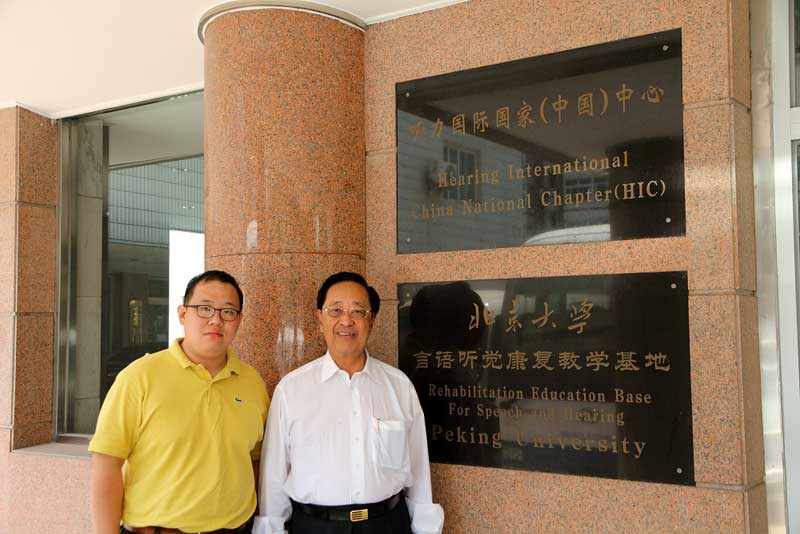 听力国际国家(中国)中心
Hearing International
China National Chapter(HIC)
北京大学
言语听觉康复教学基地
Rehabilitation Education Base
For Speech and Hearing
Peking University